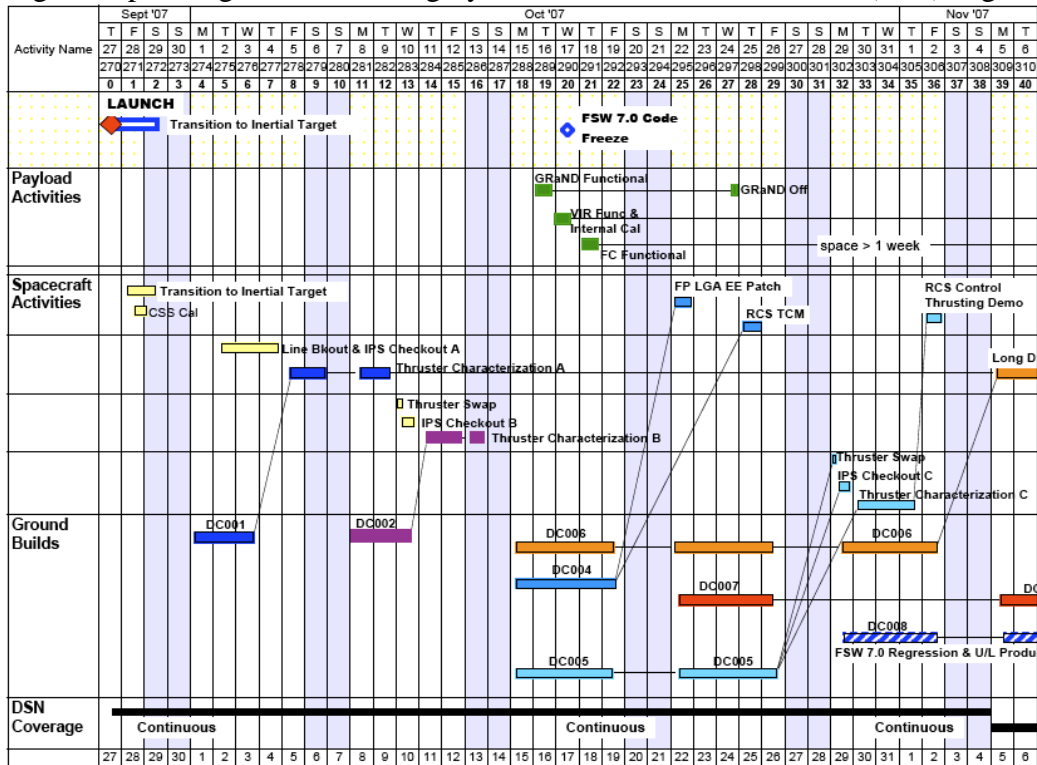 Sept '07 Oct '07 Nov '07
T F S S M T W T F S S M T W T F S S M T W T F S S M T W T F S S M T W T F S S M T
Activity Name 27 28 29 30 1 2 3 4 5 6 7 8 9 10 11 12 13 14 15 16 17 18 19 20 21 22 23 24 25 26 27 28 29 30 31 1 2 3 4 5 6
270 271 272 273 274 275 276 277 278 279 280 281 282 283 284 285 286 287 288 289 290 291 292 293 294 295 296 297 298 299 300 301 302 303 304 305 306 307 308 309 310
0 1 2 3 4 5 6 7 8 9 10 11 12 13 14 15 16 17 18 19 20 21 22 23 24 25 26 27 28 29 30 31 32 33 34 35 36 37 38 39 40
LAUNCH
Transition to Inertial Target
FSW 7.0 Code
Freeze
Payload
Activities
GRaND Functional
GRaND Off
VIR Func &
Internal Cal
FC Functional
space > 1 week
Spacecraft
Activities
Transition to Inertial Target
CSS Cal
FP LGA EE Patch
RCS TCM
RCS Control
Thrusting Demo
Line Bkout & IPS Checkout A
Thruster Characterization A
Long D
Thruster Swap
IPS Checkout B
Thruster Characterization B
Thruster Swap
IPS Checkout C
Thruster Characterization C
Ground
Builds
DC001
DC002
DC006
DC006
DC004
DC007
DC
DC008
FSW 7.0 Regression & U/L Produ
DC005
DC005
DSN
Coverage
Continuous
Continuous
Continuous
27 28 29 30 1 2 3 4 5 6 7 8 9 10 11 12 13 14 15 16 17 18 19 20 21 22 23 24 25 26 27 28 29 30 31 1 2 3 4 5 6